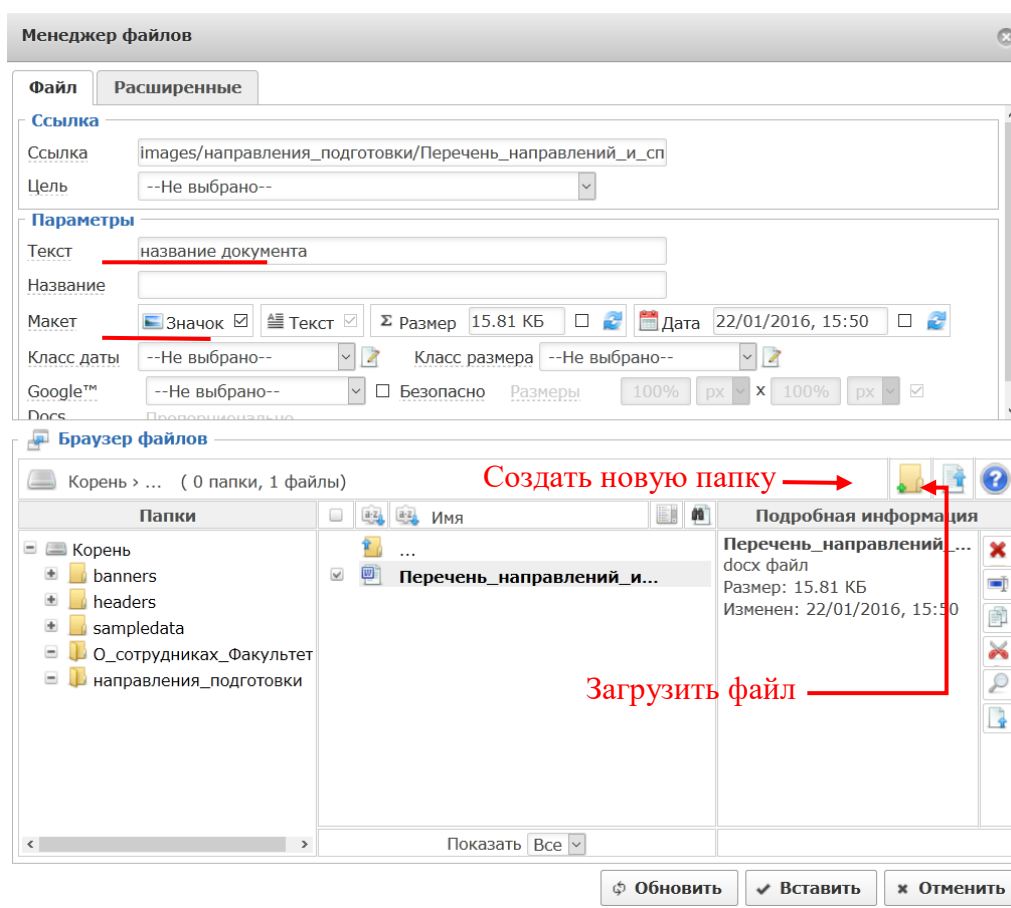 Менеджер файлов
Файл Расширенные
Ссылка
Ссылка images/направления_подготовки/Перечень_направлений_и_сп
Цель --Не выбрано--
Параметры
Текст название документа
Название
Макет Значок Текст Σ Размер 15.81 КБ Дата 22/01/2016, 15:50
Класс даты --Не выбрано-- Класс размера --Не выбрано--
Google™ --Не выбрано-- Безопасно Размеры 100% px x 100% px
Docs Пропорционально
Браузер файлов
Корень › ... ( 0 папки, 1 файлы) Создать новую папку
Папки Имя Подробная информация
Корень
banners
headers
sampledata
О_сотрудниках_Факультет
направления_подготовки
...
Перечень_направлений_и...
Перечень_направлений_...
docx файл
Размер: 15.81 КБ
Изменен: 22/01/2016, 15:50
Загрузить файл
Показать Все
Обновить Вставить Отменить